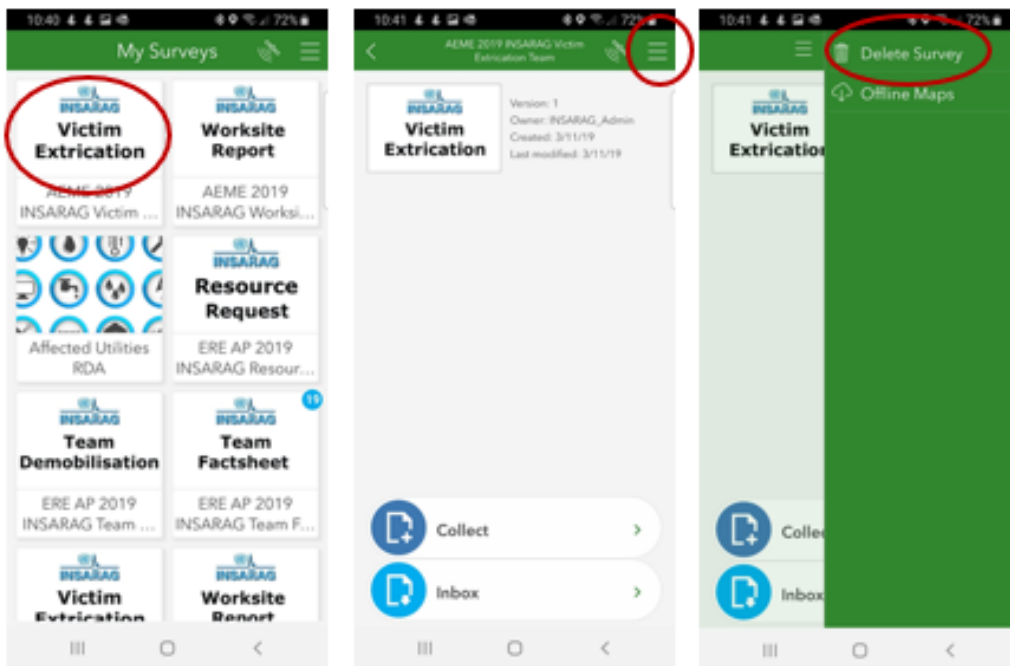 10:40
72%
My Surveys
INSARAG
Victim
Extrication
AEME 2019
INSARAG Victim ...
INSARAG
Worksite
Report
AEME 2019
INSARAG Worksi...
Affected Utilities
RDA
INSARAG
Resource
Request
ERE AP 2019
INSARAG Resour...
INSARAG
Team
Demobilisation
ERE AP 2019
INSARAG Team ...
19
INSARAG
Team
Factsheet
ERE AP 2019
INSARAG Team F...
INSARAG
Victim
Extrication
INSARAG
Worksite
Report
10:41
72%
AEME 2019 INSARAG Victim
Extrication Team
INSARAG
Victim
Extrication
Version: 1
Owner: INSARAG_Admin
Created: 3/11/19
Last modified: 3/11/19
Collect
Inbox
10:41
72%
Delete Survey
Offline Maps
INSARAG
Victim
Extrication
Collec
Inbox